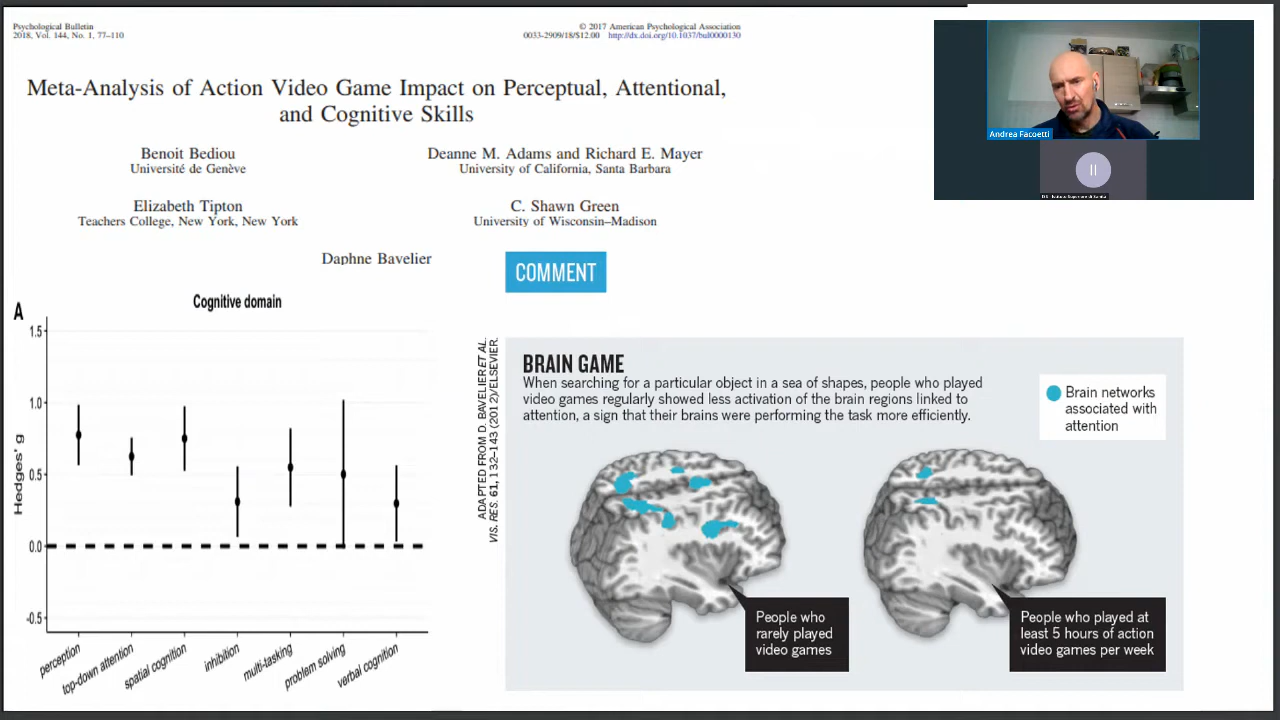 Psychological Bulletin
2018, Vol. 144, No. 1, 77–110
© 2017 American Psychological Association
0033-2909/18/$12.00 http://dx.doi.org/10.1037/bul0000130
Meta-Analysis of Action Video Game Impact on Perceptual, Attentional,
and Cognitive Skills
Benoit Bediou
Université de Genève
Deanne M. Adams and Richard E. Mayer
University of California, Santa Barbara
Elizabeth Tipton
Teachers College, New York, New York
C. Shawn Green
University of Wisconsin–Madison
Daphne Bavelier
Andrea Facoetti
COMMENT
A
Cognitive domain
Hedges' g
1.5
1.0
0.5
0.0
-0.5
perception
top-down attention
spatial cognition
inhibition
multi-tasking
problem solving
verbal cognition
ADAPTED FROM D. BAVELIER ET AL.
VIS. RES. 61, 132–143 (2012)/ELSEVIER.
BRAIN GAME
When searching for a particular object in a sea of shapes, people who played
video games regularly showed less activation of the brain regions linked to
attention, a sign that their brains were performing the task more efficiently.
Brain networks
associated with
attention
People who
rarely played
video games
People who played at
least 5 hours of action
video games per week